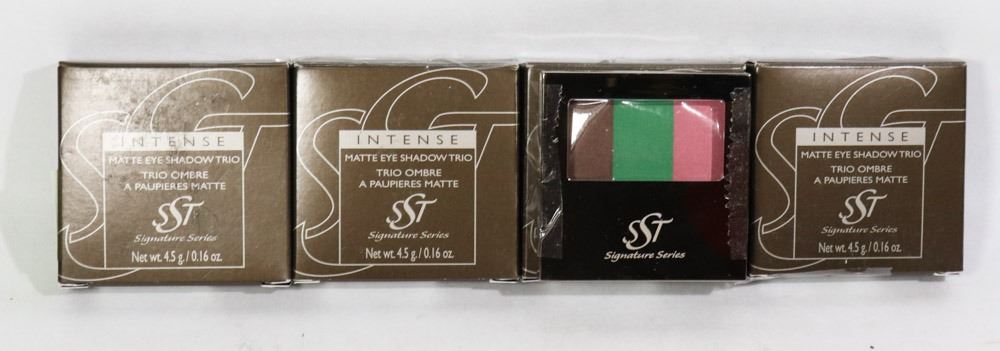 INTENSE
MATTE EYE SHADOW TRIO
TRIO OMBRE
A PAUPIERES MATTE
SST
Signature Series
Net wt. 4.5 g. / 0.16 oz.
INTENSE
MATTE EYE SHADOW TRIO
TRIO OMBRE
A PAUPIERES MATTE
SST
Signature Series
Net wt. 4.5 g. / 0.16 oz.
SST
Signature Series
INTENSE
MATTE EYE SHADOW TRIO
TRIO OMBRE
A PAUPIERES MATTE
SST
Signature Series
Net wt. 4.5 g. / 0.16 oz.